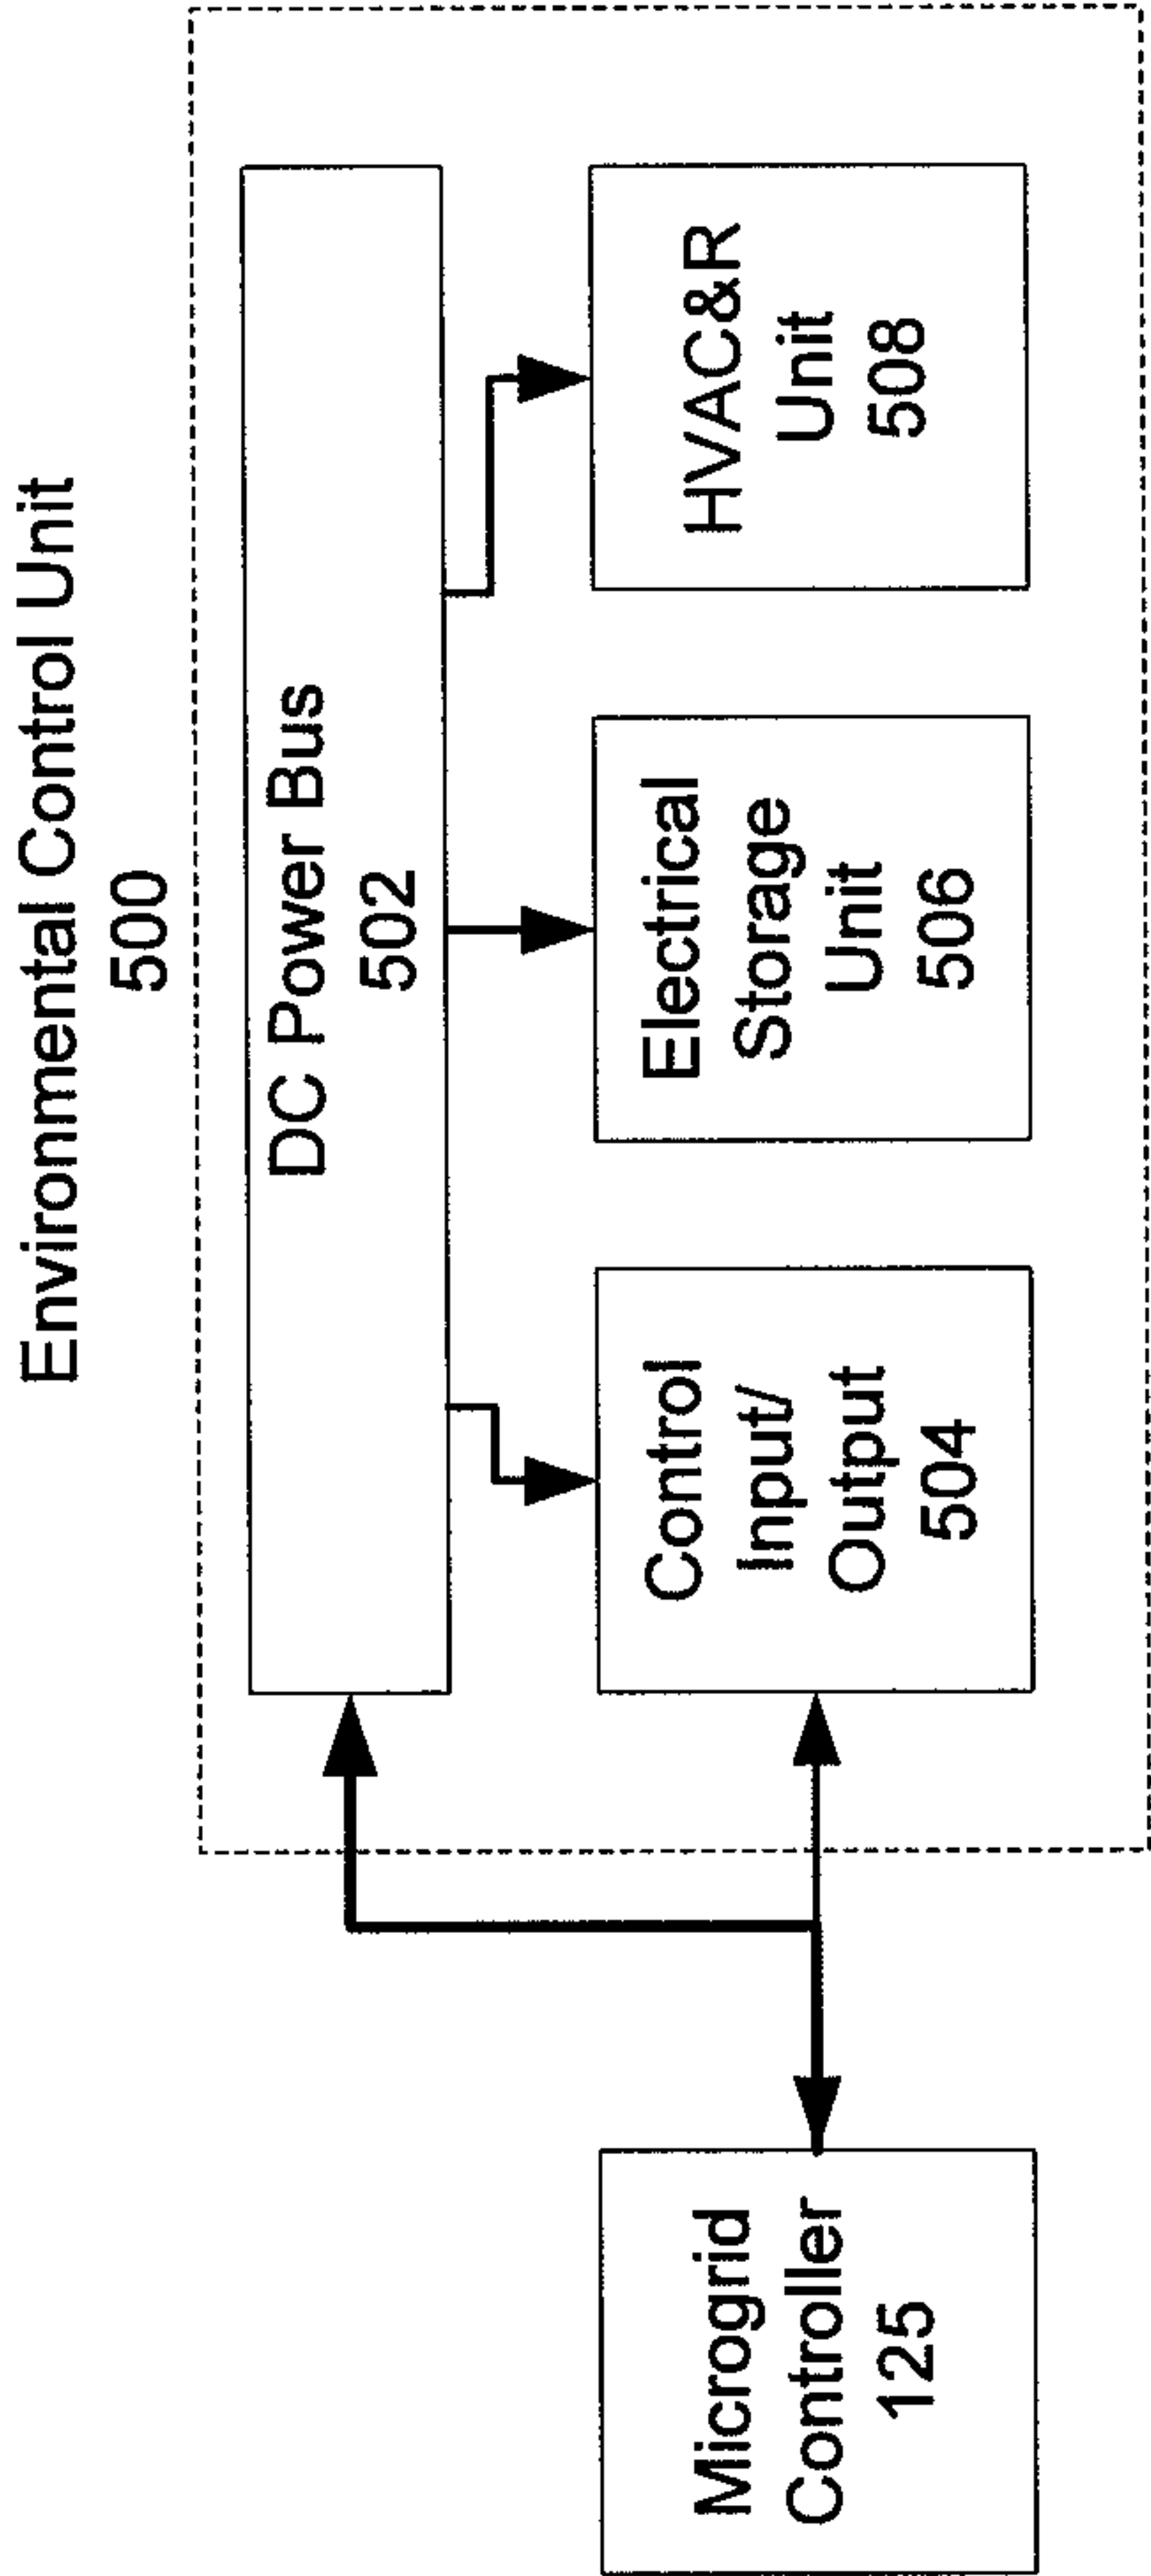 Environmental Control Unit
500
DC Power Bus
502
Microgrid
Controller
125
Control
Input/
Output
504
Electrical
Storage
Unit
506
HVAC&R
Unit
508